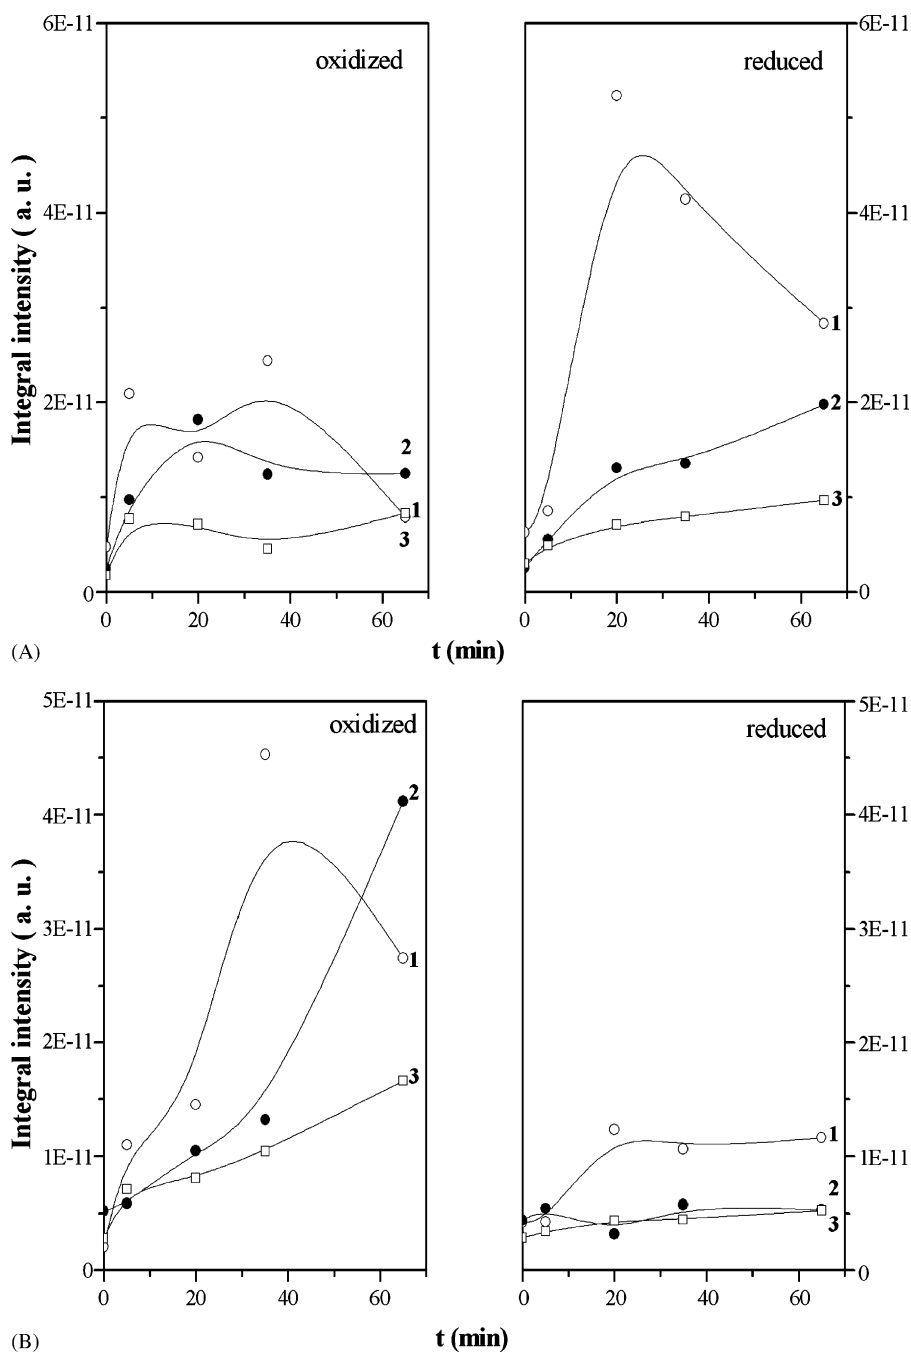 6E-11
oxidized
reduced
6E-11
4E-11
4E-11
Integral intensity ( a. u. )
1
2E-11
2
2E-11
2
1
3
3
0
0
0 20 40 60
0 20 40 60
(A)
t (min)
5E-11
oxidized
reduced
5E-11
2
4E-11
4E-11
Integral intensity ( a. u. )
3E-11
3E-11
1
2E-11
2E-11
3
1E-11
1
1E-11
2
3
0
0
0 20 40 60
0 20 40 60
(B)
t (min)